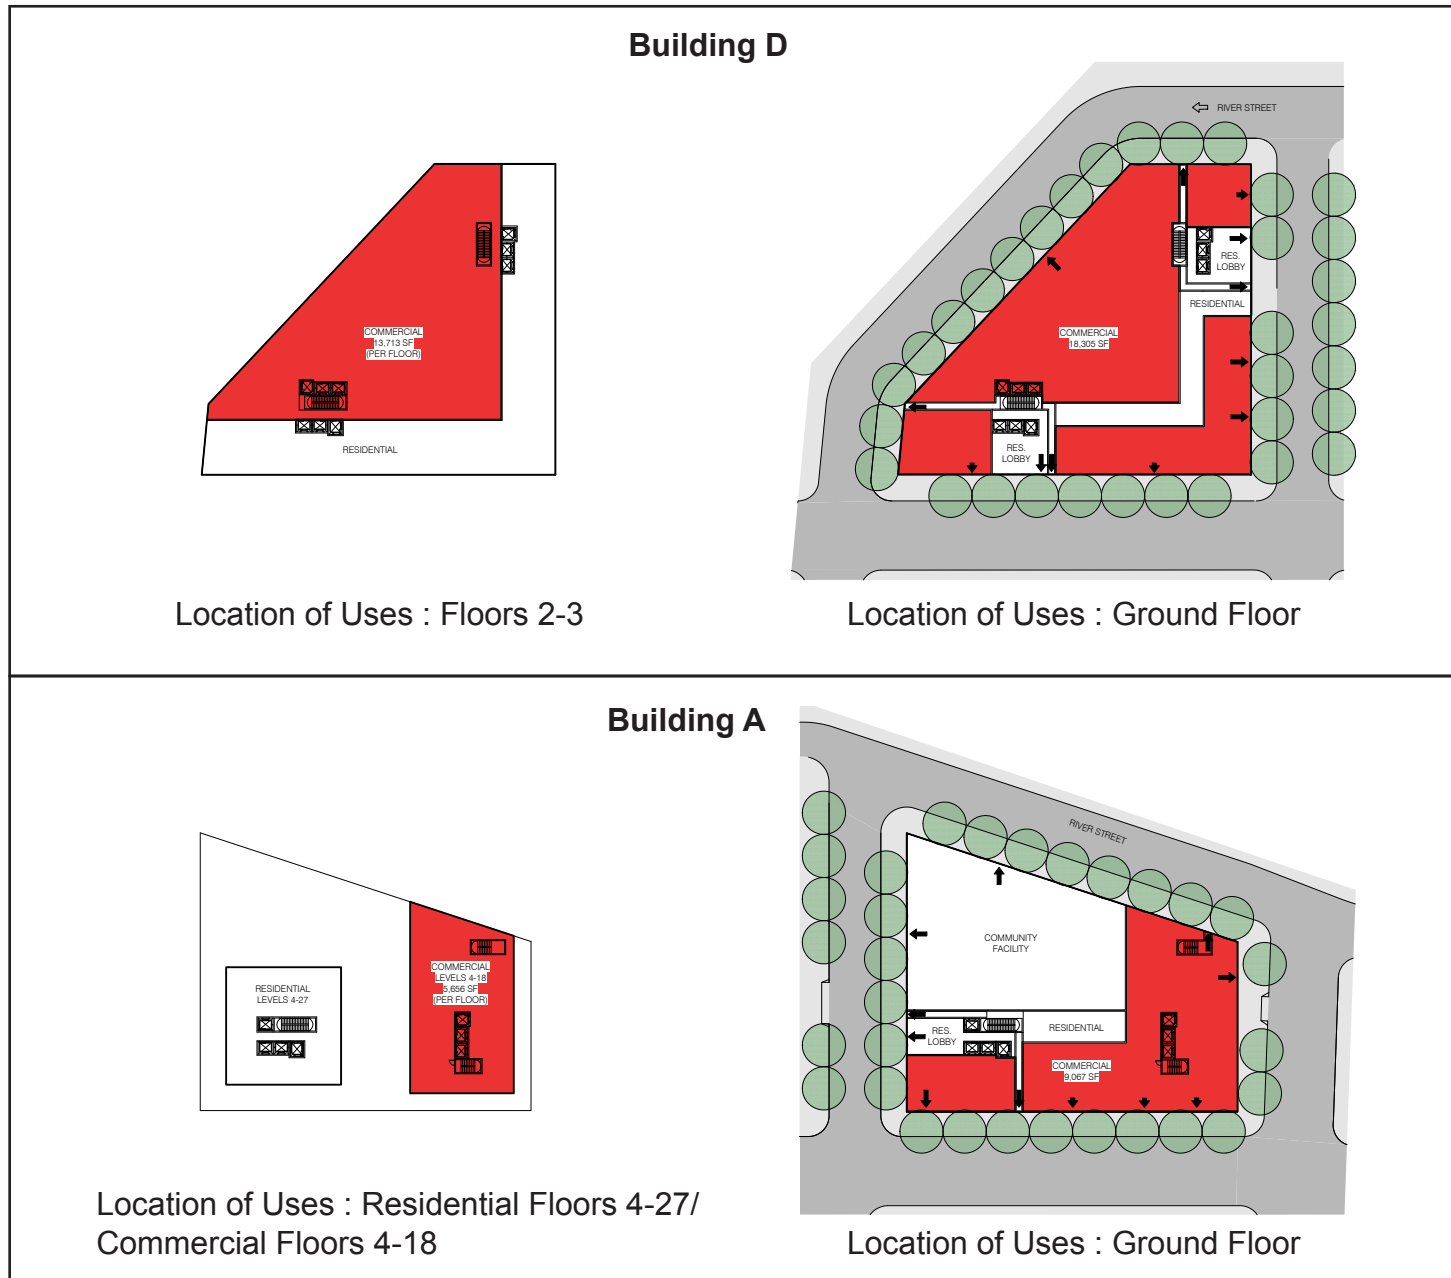 Building D
RIVER STREET
COMMERCIAL
13,713 SF
(PER FLOOR)
RESIDENTIAL
RES.
LOBBY
RESIDENTIAL
COMMERCIAL
18,305 SF
RES.
LOBBY
Location of Uses : Floors 2-3
Location of Uses : Ground Floor
Building A
RIVER STREET
COMMERCIAL
LEVELS 4-18
5,656 SF
(PER FLOOR)
RESIDENTIAL
LEVELS 4-27
COMMUNITY
FACILITY
RES.
LOBBY
RESIDENTIAL
COMMERCIAL
9,067 SF
Location of Uses : Residential Floors 4-27/
Commercial Floors 4-18
Location of Uses : Ground Floor